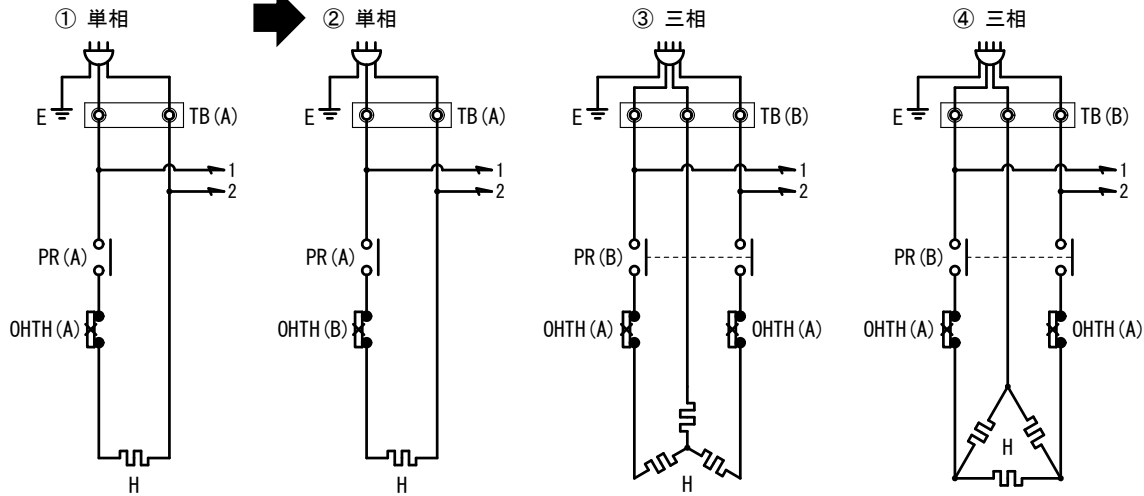 ① 単相
E
TB(A)
1
2
PR(A)
OHTH(A)
H
② 単相
E
TB(A)
1
2
PR(A)
OHTH(B)
H
③ 三相
E
TB(B)
1
2
PR(B)
OHTH(A)
OHTH(A)
H
④ 三相
E
TB(B)
1
2
PR(B)
OHTH(A)
OHTH(A)
H